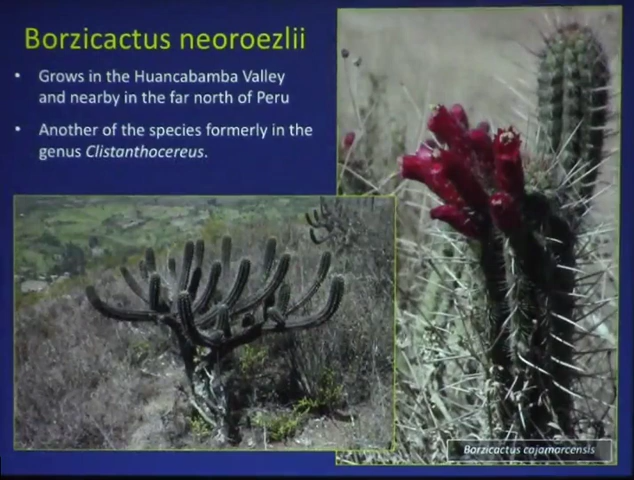 Borzicactus neoroezlii
• Grows in the Huancabamba Valley
and nearby in the far north of Peru
• Another of the species formerly in the
genus Clistanthocereus.
Borzicactus cajamarcensis